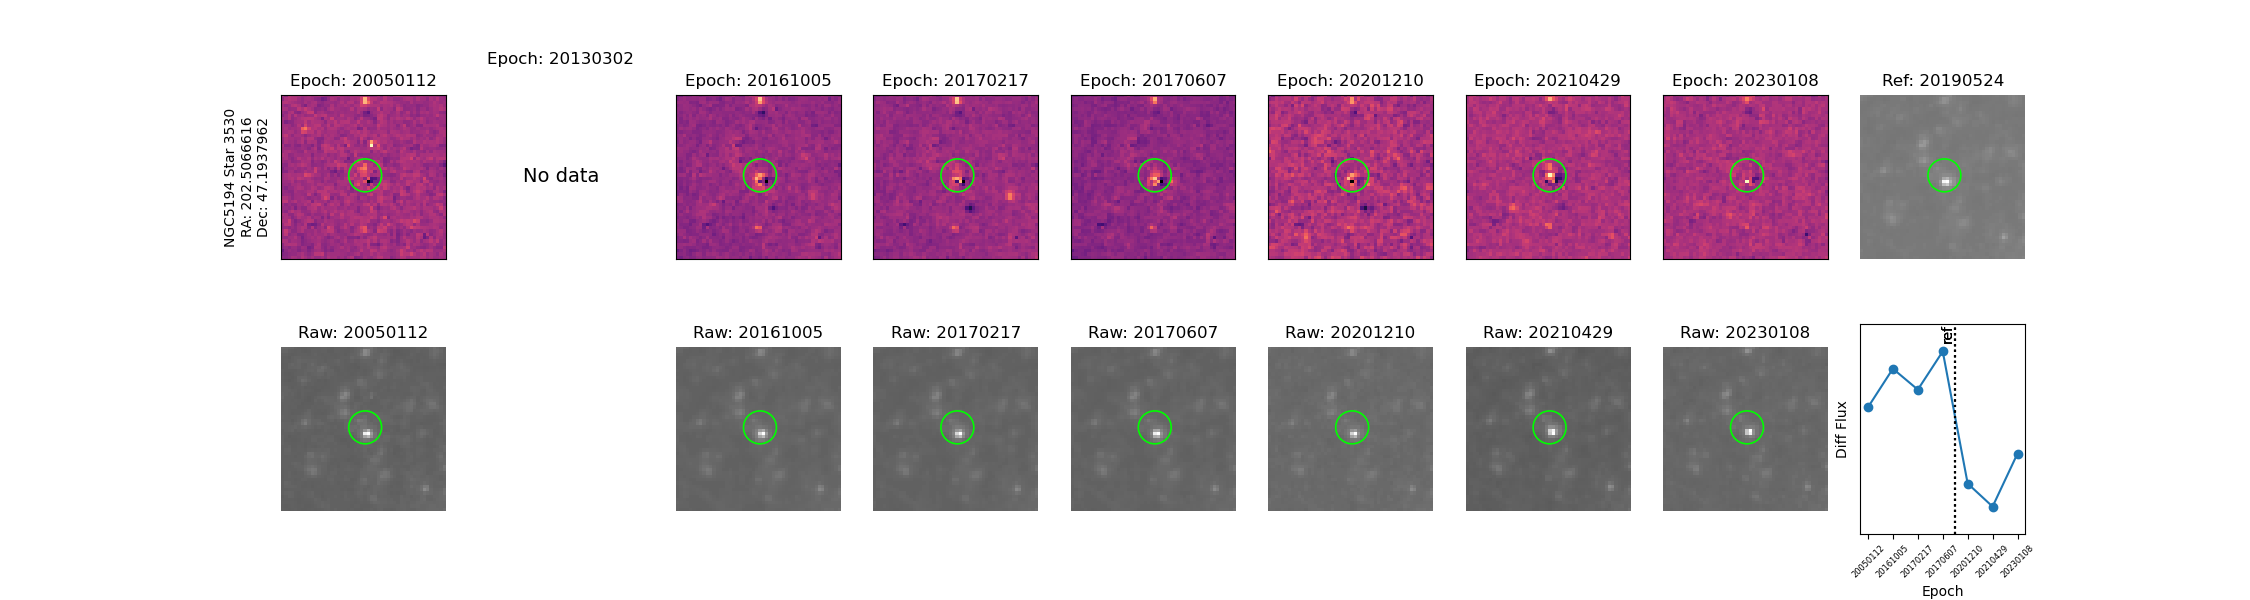 Epoch: 20050112
Epoch: 20130302
Epoch: 20161005
Epoch: 20170217
Epoch: 20170607
Epoch: 20201210
Epoch: 20210429
Epoch: 20230108
Ref: 20190524
NGC5194 Star 3530
RA: 202.5066616
Dec: 47.1937962
No data
Raw: 20050112
Raw: 20161005
Raw: 20170217
Raw: 20170607
Raw: 20201210
Raw: 20210429
Raw: 20230108
ref
Diff Flux
20050112
20161005
20170217
20170607
20201210
20210429
20230108
Epoch